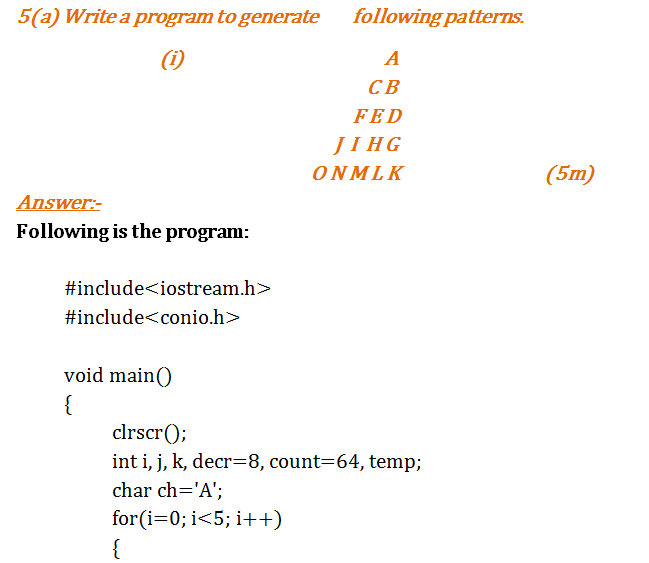 5(a) Write a program to generate following patterns.
(i) A
C B
F E D
J I H G
O N M L K (5m)
Answer:-
Following is the program:
#include<iostream.h>
#include<conio.h>
void main()
{
clrscr();
int i, j, k, decr=8, count=64, temp;
char ch='A';
for(i=0; i<5; i++)
{